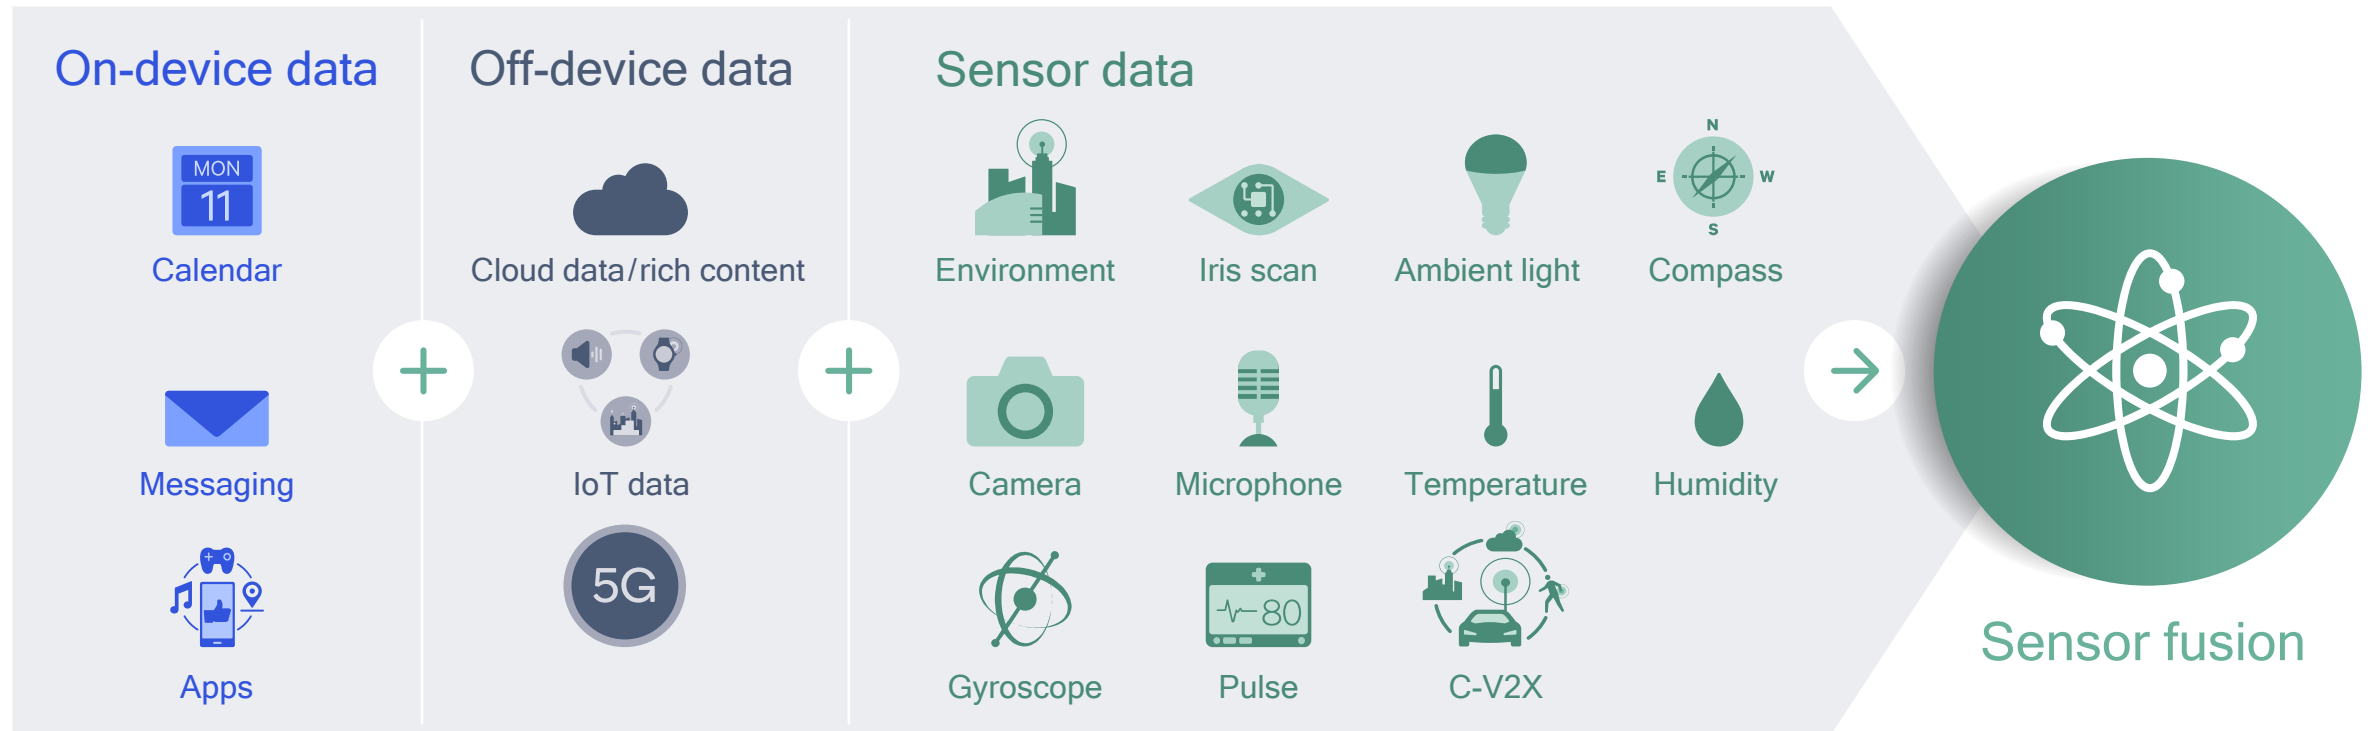 On-device data
MON
11
Calendar
Messaging
Apps
Off-device data
Cloud data/rich content
IoT data
5G
Sensor data
Environment
Iris scan
Ambient light
N
E W
S
Compass
Camera
Microphone
Temperature
Humidity
Gyroscope
80
Pulse
C-V2X
Sensor fusion